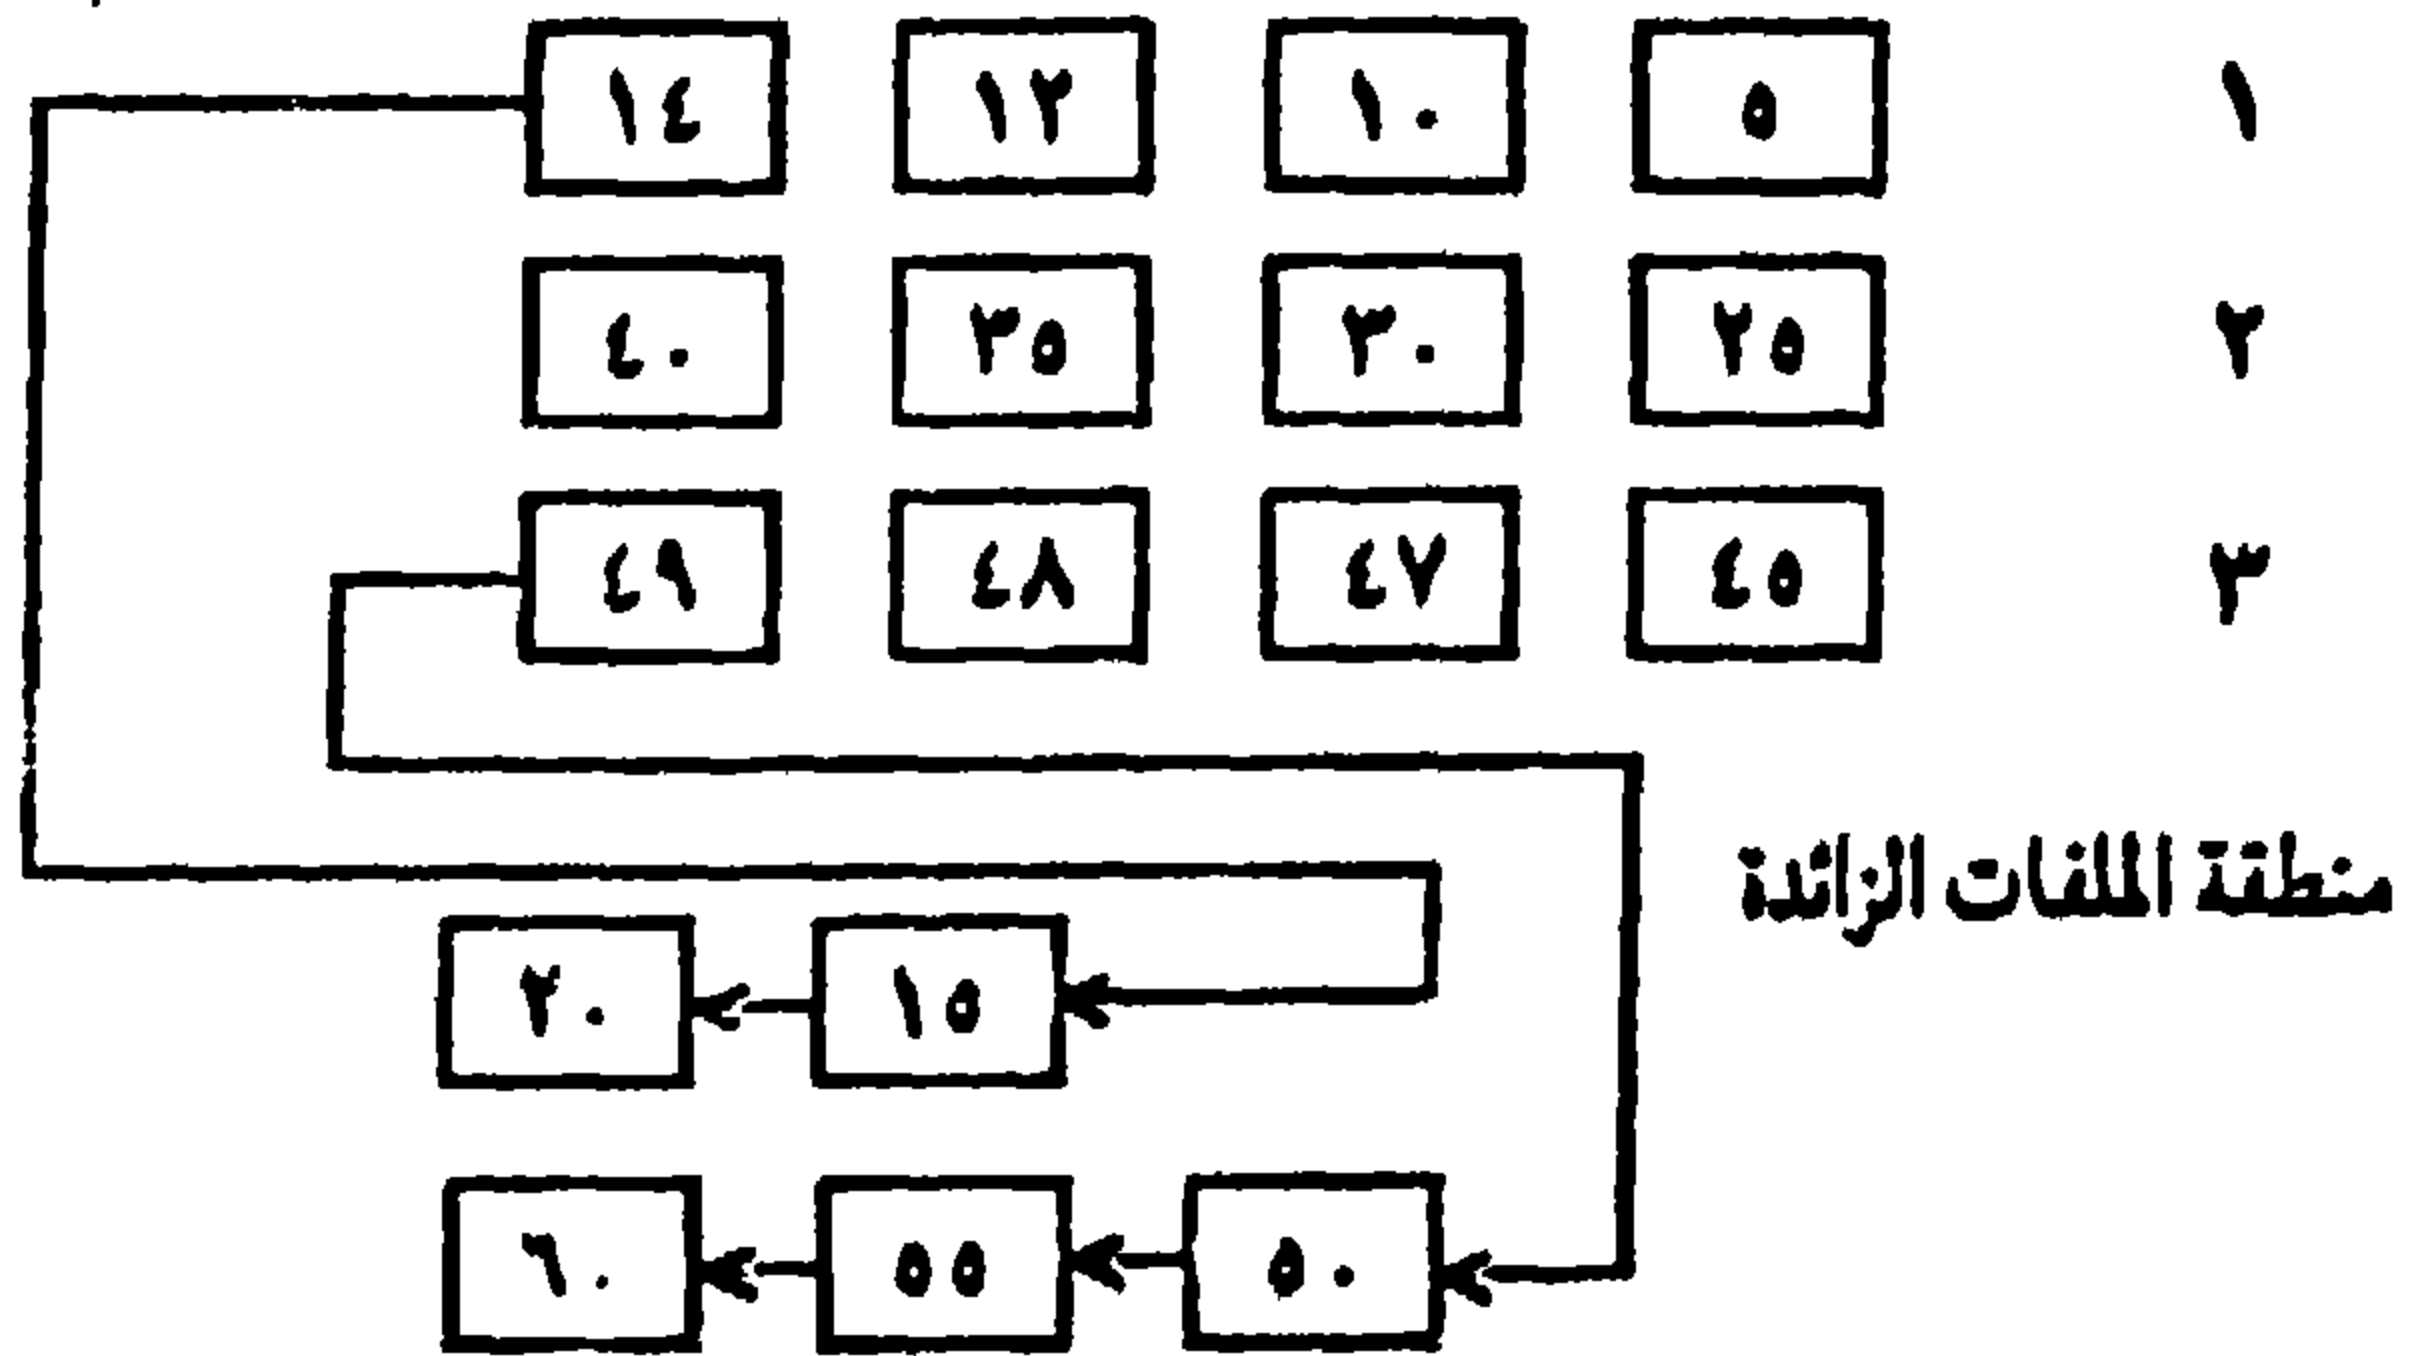 ١ ٥ ١٠ ١٢ ١٤
٢ ٢٥ ٣٠ ٣٥ ٤٠
٣ ٤٥ ٤٧ ٤٨ ٤٩
منطقة الملفات الزائدة
١٥ ٢٠
٥٠ ٥٥ ٦٠